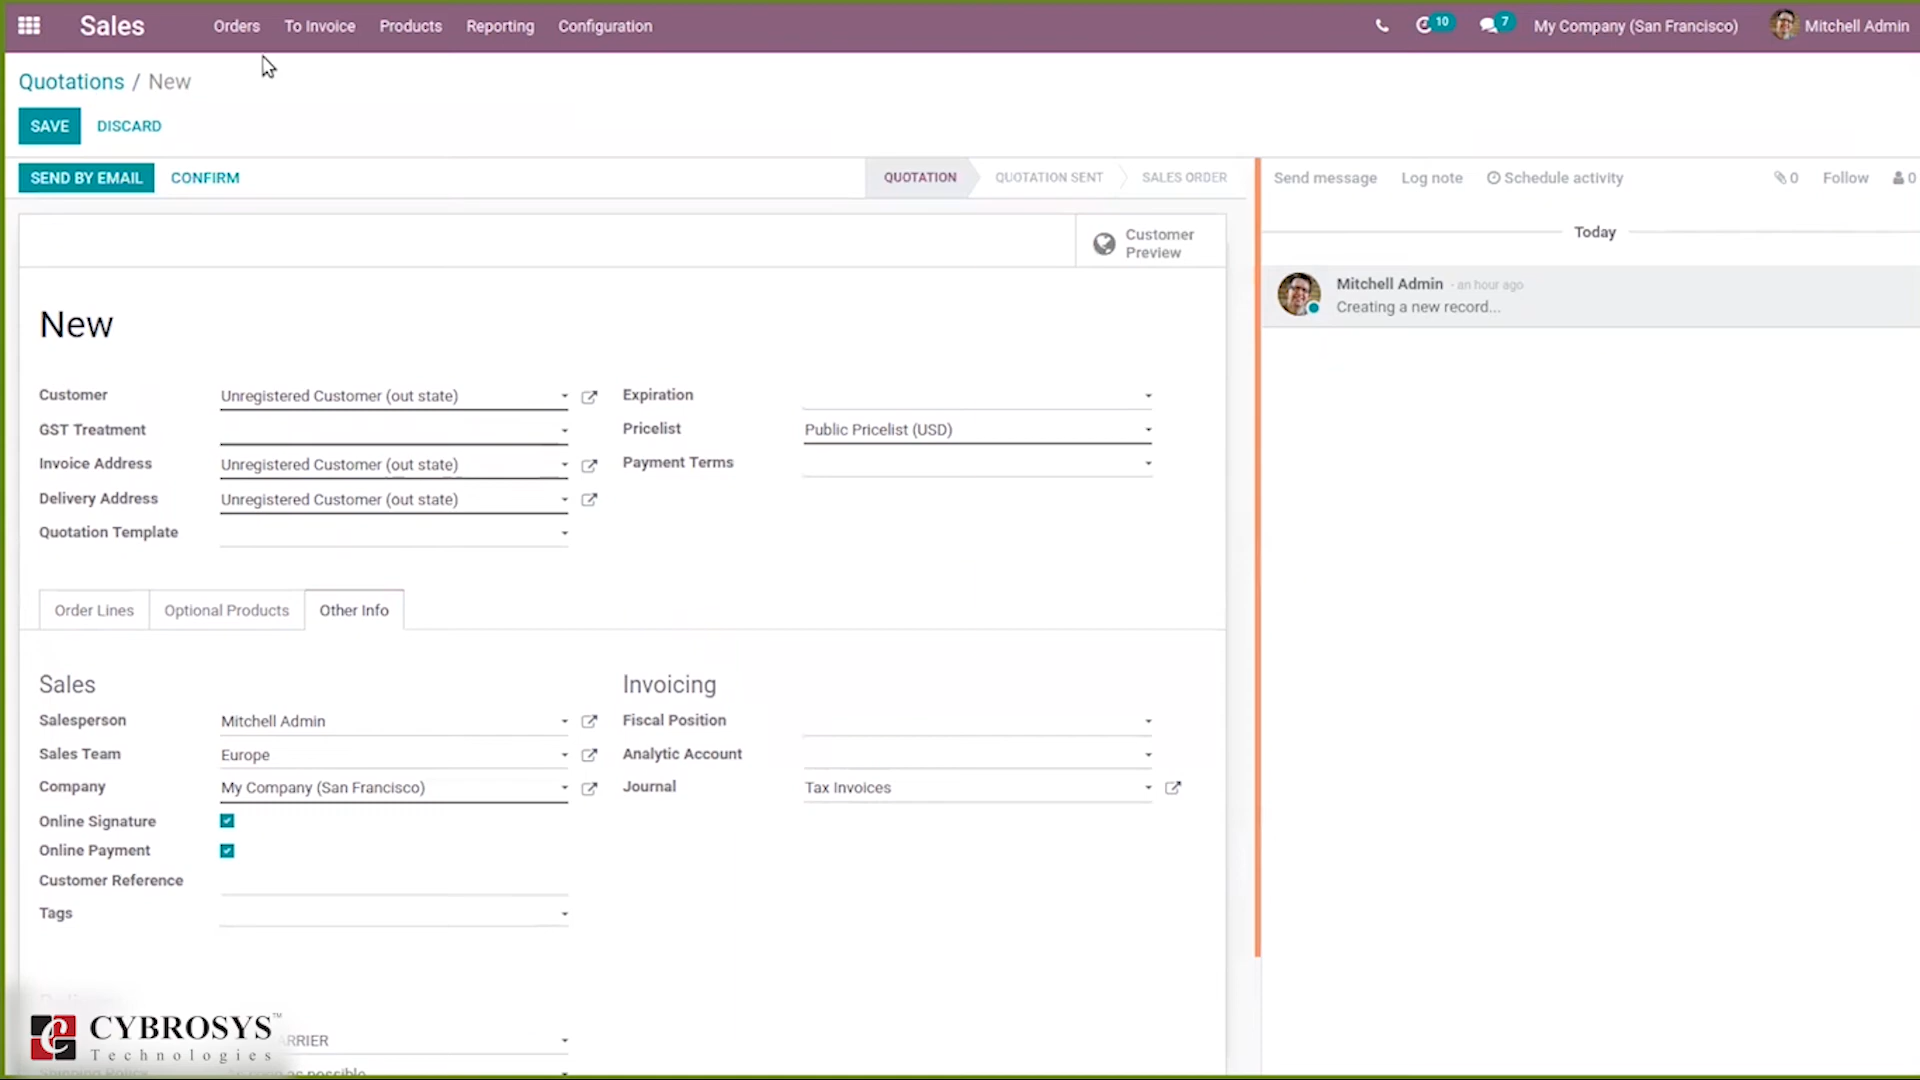 Sales Orders To Invoice Products Reporting Configuration 10 7 My Company (San Francisco) Mitchell Admin
Quotations / New
SAVE DISCARD
SEND BY EMAIL CONFIRM QUOTATION QUOTATION SENT SALES ORDER Send message Log note Schedule activity 0 Follow 0
Today
Customer
Preview
Mitchell Admin - an hour ago
Creating a new record...
New
Customer Unregistered Customer (out state) Expiration
GST Treatment Pricelist Public Pricelist (USD)
Invoice Address Unregistered Customer (out state) Payment Terms
Delivery Address Unregistered Customer (out state)
Quotation Template
Order Lines Optional Products Other Info
Sales Invoicing
Salesperson Mitchell Admin Fiscal Position
Sales Team Europe Analytic Account
Company My Company (San Francisco) Journal Tax Invoices
Online Signature
Online Payment
Customer Reference
Tags
CYBROSYS™
Technologies
ARRIER
possible